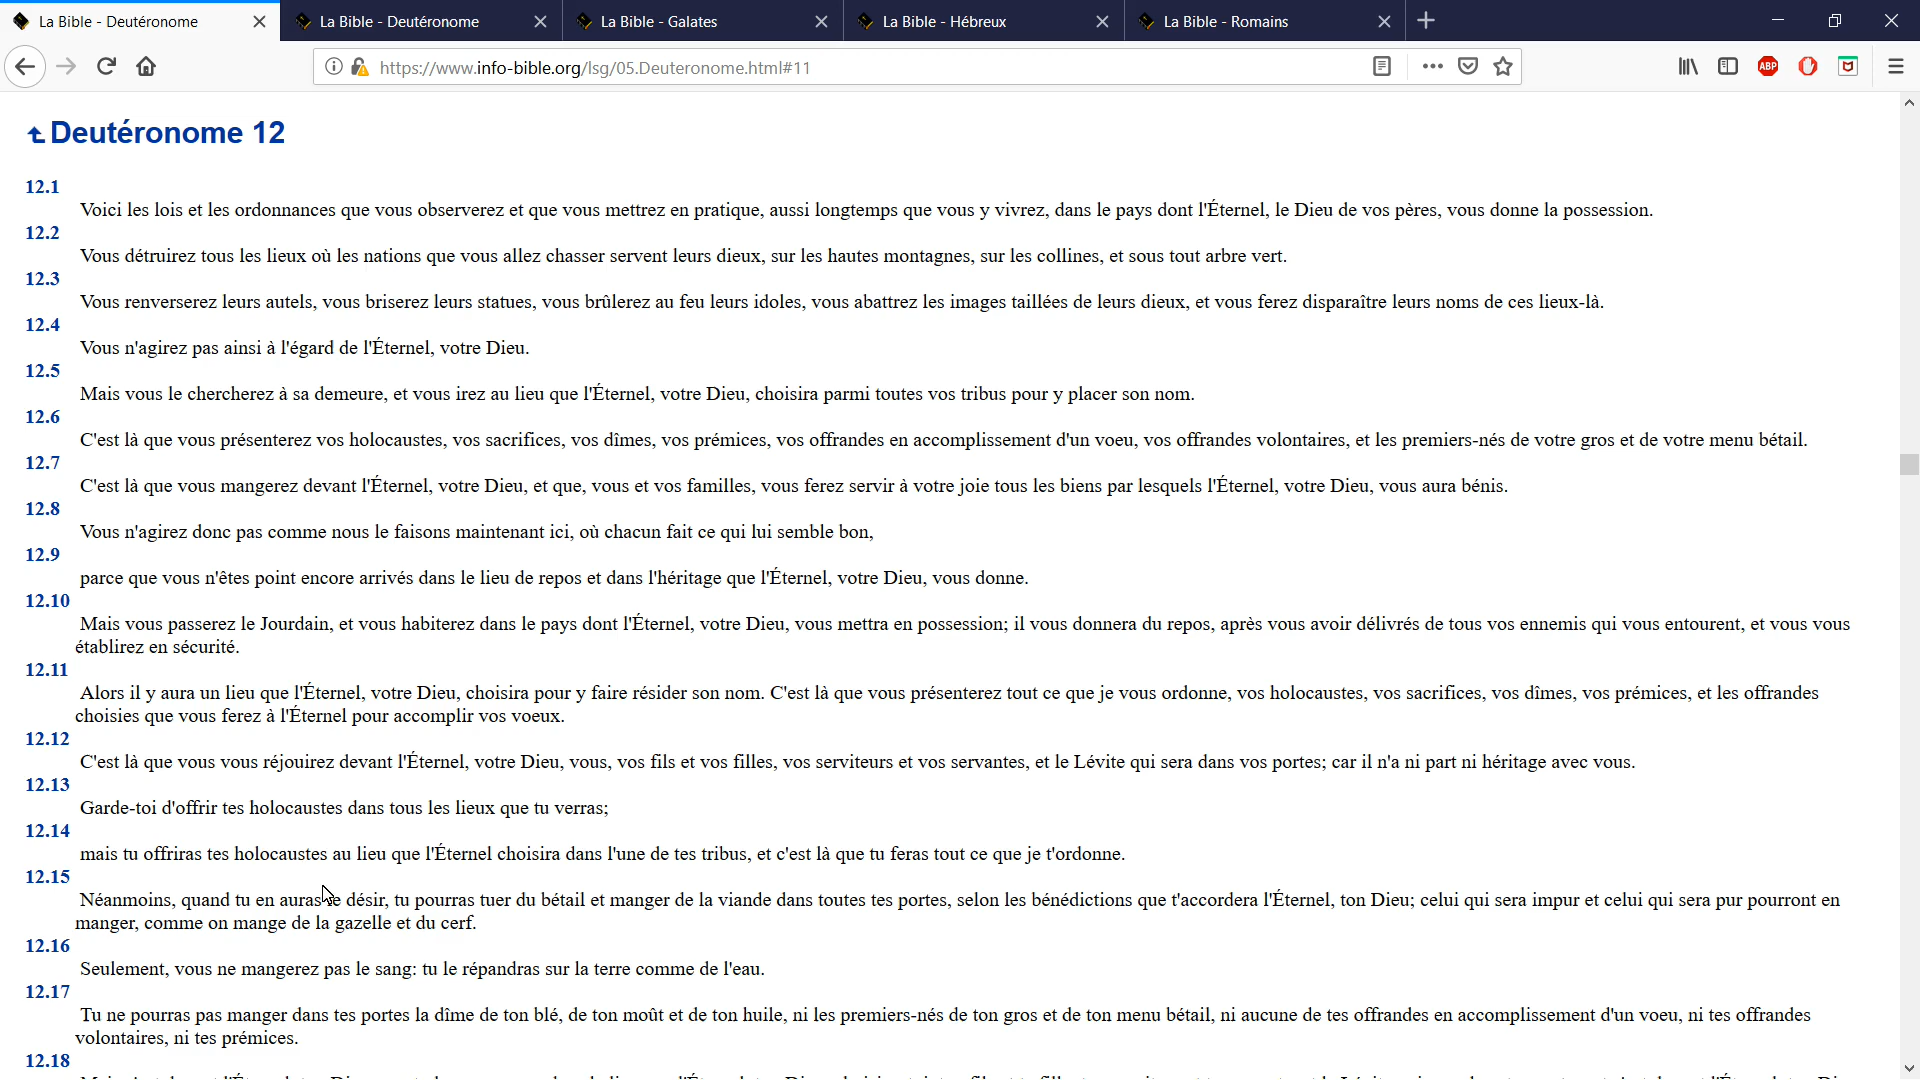 La Bible - Deutéronome
La Bible - Deutéronome
La Bible - Galates
La Bible - Hébreux
La Bible - Romains
https://www.info-bible.org/lsg/05.Deuteronome.html#11
ABP
Deutéronome 12
12.1
Voici les lois et les ordonnances que vous observerez et que vous mettrez en pratique, aussi longtemps que vous y vivrez, dans le pays dont l'Éternel, le Dieu de vos pères, vous donne la possession.
12.2
Vous détruirez tous les lieux où les nations que vous allez chasser servent leurs dieux, sur les hautes montagnes, sur les collines, et sous tout arbre vert.
12.3
Vous renverserez leurs autels, vous briserez leurs statues, vous brûlerez au feu leurs idoles, vous abattrez les images taillées de leurs dieux, et vous ferez disparaître leurs noms de ces lieux-là.
12.4
Vous n'agirez pas ainsi à l'égard de l'Éternel, votre Dieu.
12.5
Mais vous le chercherez à sa demeure, et vous irez au lieu que l'Éternel, votre Dieu, choisira parmi toutes vos tribus pour y placer son nom.
12.6
C'est là que vous présenterez vos holocaustes, vos sacrifices, vos dîmes, vos prémices, vos offrandes en accomplissement d'un voeu, vos offrandes volontaires, et les premiers-nés de votre gros et de votre menu bétail.
12.7
C'est là que vous mangerez devant l'Éternel, votre Dieu, et que, vous et vos familles, vous ferez servir à votre joie tous les biens par lesquels l'Éternel, votre Dieu, vous aura bénis.
12.8
Vous n'agirez donc pas comme nous le faisons maintenant ici, où chacun fait ce qui lui semble bon,
12.9
parce que vous n'êtes point encore arrivés dans le lieu de repos et dans l'héritage que l'Éternel, votre Dieu, vous donne.
12.10
Mais vous passerez le Jourdain, et vous habiterez dans le pays dont l'Éternel, votre Dieu, vous mettra en possession; il vous donnera du repos, après vous avoir délivrés de tous vos ennemis qui vous entourent, et vous vous
établirez en sécurité.
12.11
Alors il y aura un lieu que l'Éternel, votre Dieu, choisira pour y faire résider son nom. C'est là que vous présenterez tout ce que je vous ordonne, vos holocaustes, vos sacrifices, vos dîmes, vos prémices, et les offrandes
choisies que vous ferez à l'Éternel pour accomplir vos voeux.
12.12
C'est là que vous vous réjouirez devant l'Éternel, votre Dieu, vous, vos fils et vos filles, vos serviteurs et vos servantes, et le Lévite qui sera dans vos portes; car il n'a ni part ni héritage avec vous.
12.13
Garde-toi d'offrir tes holocaustes dans tous les lieux que tu verras;
12.14
mais tu offriras tes holocaustes au lieu que l'Éternel choisira dans l'une de tes tribus, et c'est là que tu feras tout ce que je t'ordonne.
12.15
Néanmoins, quand tu en auras le désir, tu pourras tuer du bétail et manger de la viande dans toutes tes portes, selon les bénédictions que t'accordera l'Éternel, ton Dieu; celui qui sera impur et celui qui sera pur pourront en
manger, comme on mange de la gazelle et du cerf.
12.16
Seulement, vous ne mangerez pas le sang: tu le répandras sur la terre comme de l'eau.
12.17
Tu ne pourras pas manger dans tes portes la dîme de ton blé, de ton moût et de ton huile, ni les premiers-nés de ton gros et de ton menu bétail, ni aucune de tes offrandes en accomplissement d'un voeu, ni tes offrandes
volontaires, ni tes prémices.
12.18